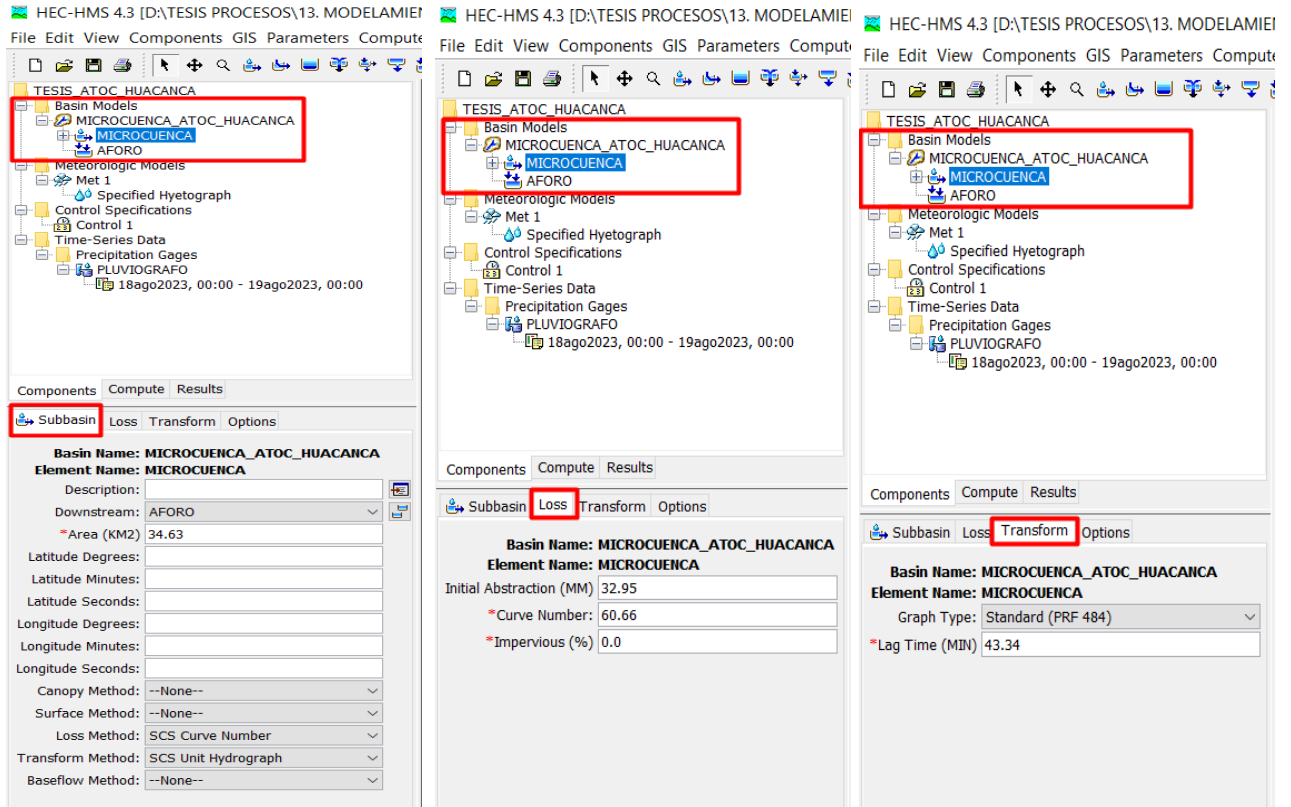 HEC-HMS 4.3 [D:\TESIS PROCESOS\13. MODELAMIEN
File Edit View Components GIS Parameters Compute
TESIS_ATOC_HUACANCA
Basin Models
MICROCUENCA_ATOC_HUACANCA
MICROCUENCA
AFORO
Meteorologic Models
Met 1
Specified Hyetograph
Control Specifications
Control 1
Time-Series Data
Precipitation Gages
PLUVIOGRAFO
18ago2023, 00:00 - 19ago2023, 00:00
Components Compute Results
Subbasin Loss Transform Options
Basin Name: MICROCUENCA_ATOC_HUACANCA
Element Name: MICROCUENCA
Description:
Downstream: AFORO
*Area (KM2) 34.63
Latitude Degrees:
Latitude Minutes:
Latitude Seconds:
Longitude Degrees:
Longitude Minutes:
Longitude Seconds:
Canopy Method: --None--
Surface Method: --None--
Loss Method: SCS Curve Number
Transform Method: SCS Unit Hydrograph
Baseflow Method: --None--
HEC-HMS 4.3 [D:\TESIS PROCESOS\13. MODELAMIE
File Edit View Components GIS Parameters Comput
TESIS_ATOC_HUACANCA
Basin Models
MICROCUENCA_ATOC_HUACANCA
MICROCUENCA
AFORO
Meteorologic Models
Met 1
Specified Hyetograph
Control Specifications
Control 1
Time-Series Data
Precipitation Gages
PLUVIOGRAFO
18ago2023, 00:00 - 19ago2023, 00:00
Components Compute Results
Subbasin Loss Transform Options
Basin Name: MICROCUENCA_ATOC_HUACANCA
Element Name: MICROCUENCA
Initial Abstraction (MM) 32.95
*Curve Number: 60.66
*Impervious (%) 0.0
HEC-HMS 4.3 [D:\TESIS PROCESOS\13. MODELAMIE
File Edit View Components GIS Parameters Compute
TESIS_ATOC_HUACANCA
Basin Models
MICROCUENCA_ATOC_HUACANCA
MICROCUENCA
AFORO
Meteorologic Models
Met 1
Specified Hyetograph
Control Specifications
Control 1
Time-Series Data
Precipitation Gages
PLUVIOGRAFO
18ago2023, 00:00 - 19ago2023, 00:00
Components Compute Results
Subbasin Loss Transform Options
Basin Name: MICROCUENCA_ATOC_HUACANCA
Element Name: MICROCUENCA
Graph Type: Standard (PRF 484)
*Lag Time (MIN) 43.34